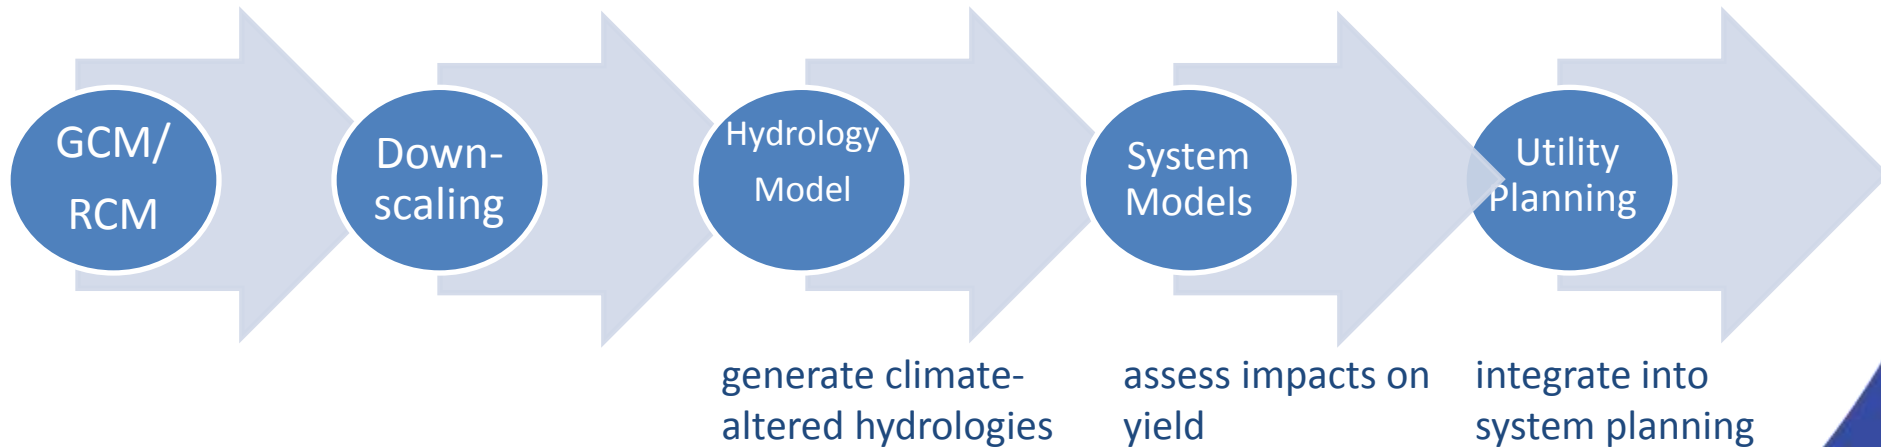 GCM/
RCM
Down-
scaling
Hydrology
Model
System
Models
Utility
Planning
generate climate-
altered hydrologies
assess impacts on
yield
integrate into
system planning